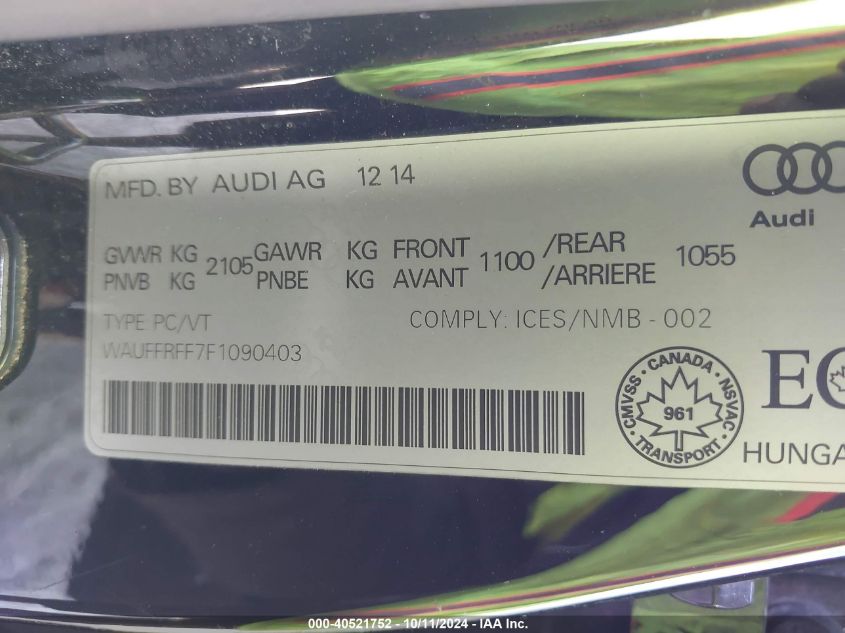 MFD. BY AUDI AG 12 14
Audi
GVWR KG 2105 GAWR KG FRONT 1100 /REAR 1055
PNVB KG PNBE KG AVANT /ARRIERE
TYPE: PC/VT COMPLY: ICES/NMB - 002
WAUFFRFF7F1090403
CMVSS CANADA NSVAC
961
TRANSPORT
HUNGA
000-40521752 - 10/11/2024 - IAA Inc.